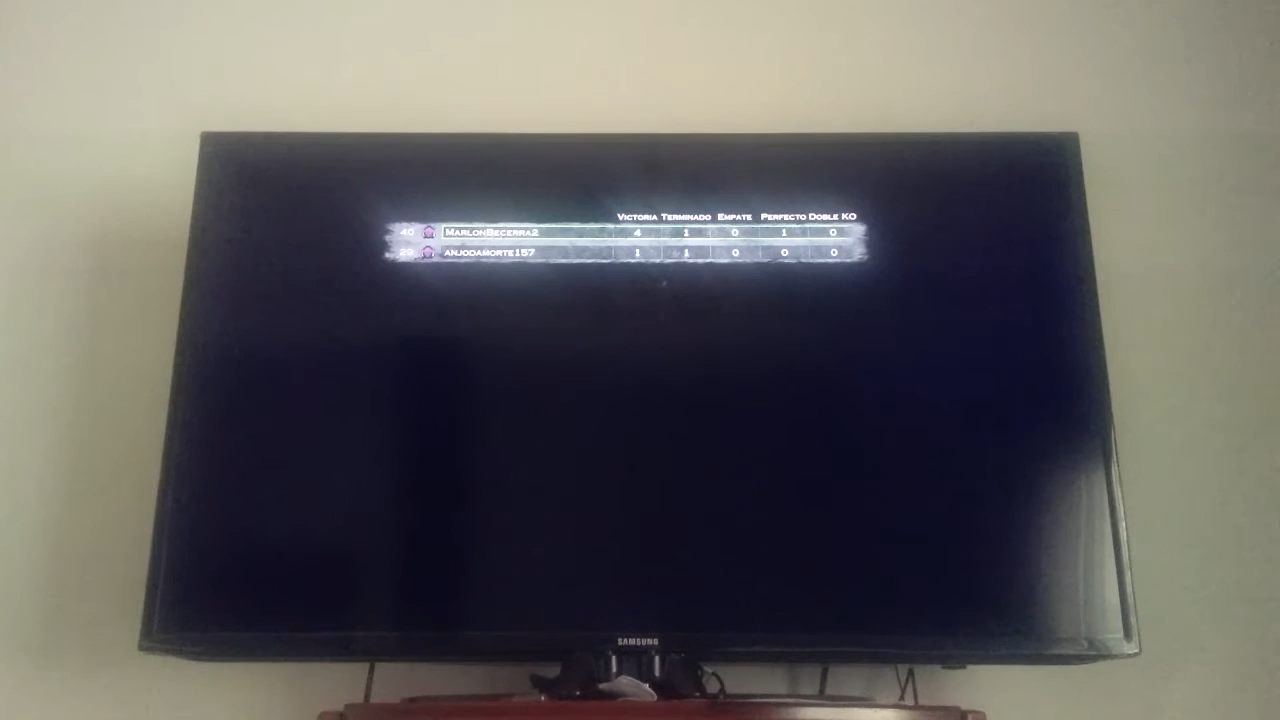 Victoria Terminado Empate Perfecto Doble KO
40 MarlonBecerra2 4 1 0 1 0
29 anjodamorte157 1 1 0 0 0
SAMSUNG